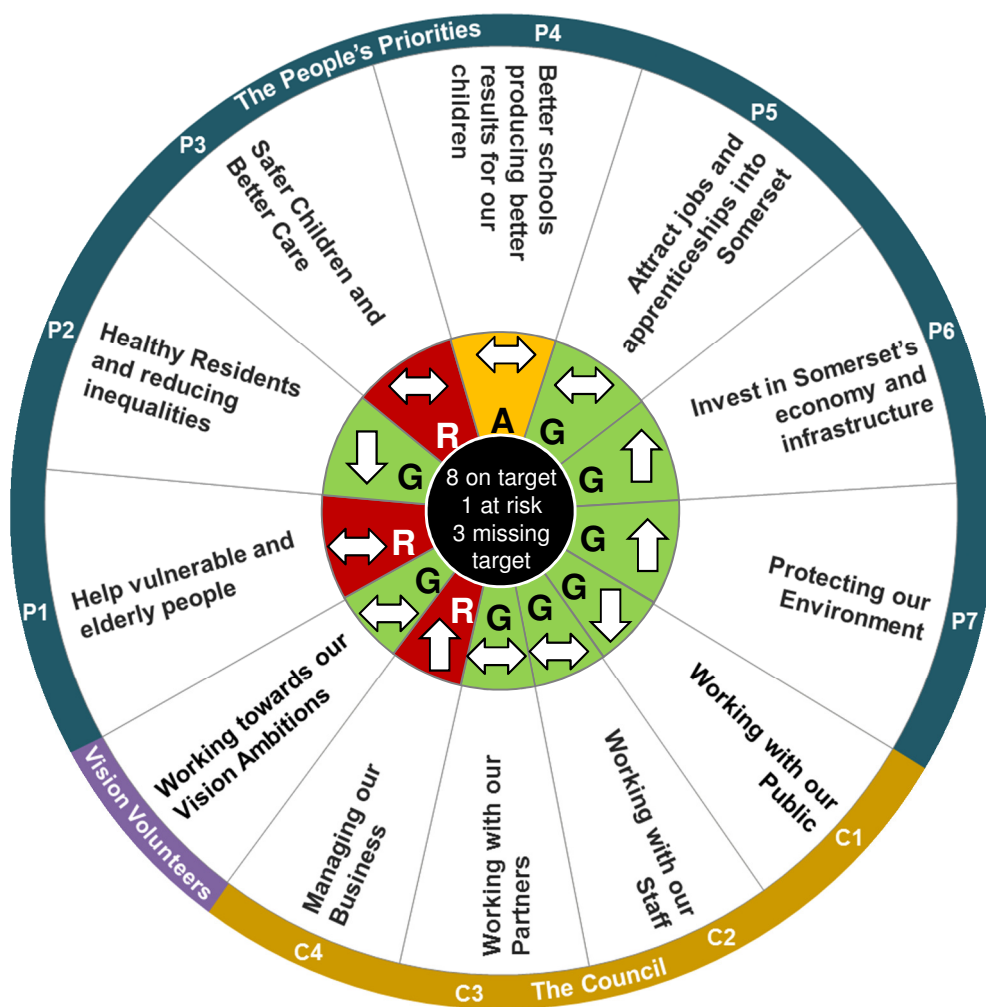 The People's Priorities
P1
Help vulnerable and
elderly people
R
P2
Healthy Residents
and reducing
inequalities
G
P3
Safer Children and
Better Care
R
P4
Better schools
producing better
results for our
children
A
P5
Attract jobs and
apprenticeships into
Somerset
G
P6
Invest in Somerset's
economy and
infrastructure
G
P7
Protecting our
Environment
G
The Council
C1
Working with our
Public
G
C2
Working with our
Staff
G
C3
Working with our
Partners
G
C4
Managing our
Business
R
Vision Volunteers
Working towards our
Vision Ambitions
G
8 on target
1 at risk
3 missing
target